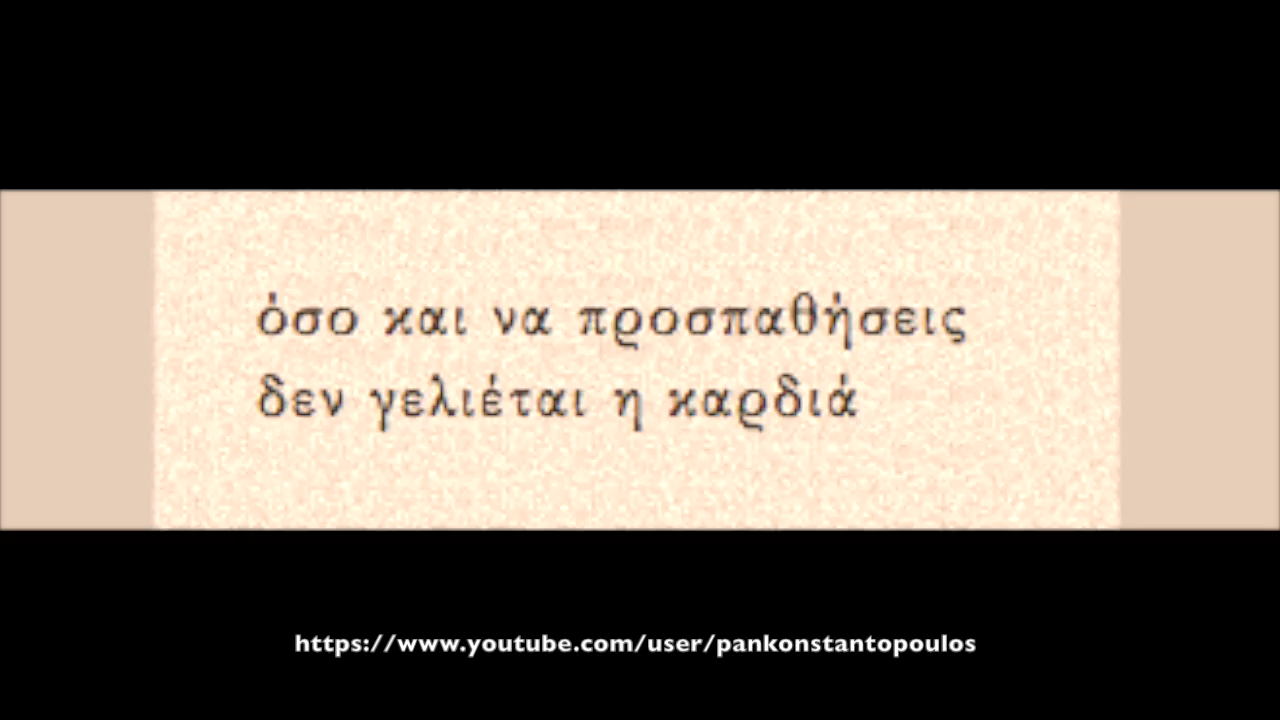 όσο και να προσπαθήσεις
δεν γελιέται η καρδιά
https://www.youtube.com/user/pankonstantopoulos